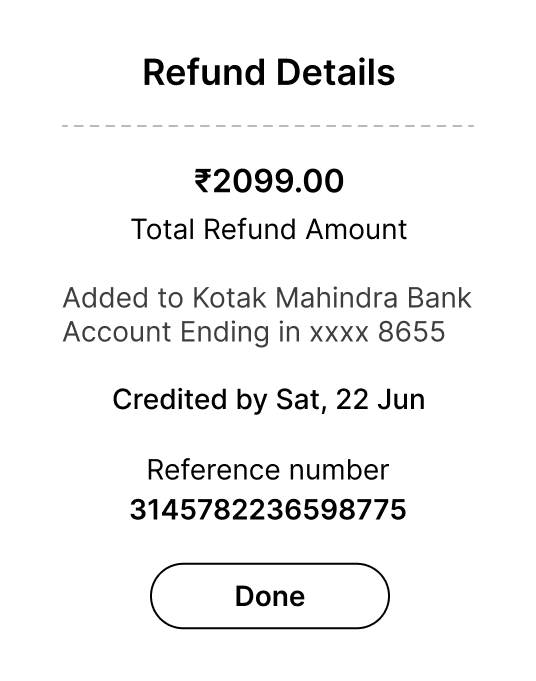 Refund Details
₹2099.00
Total Refund Amount
Added to Kotak Mahindra Bank
Account Ending in xxxx 8655
Credited by Sat, 22 Jun
Reference number
3145782236598775
Done